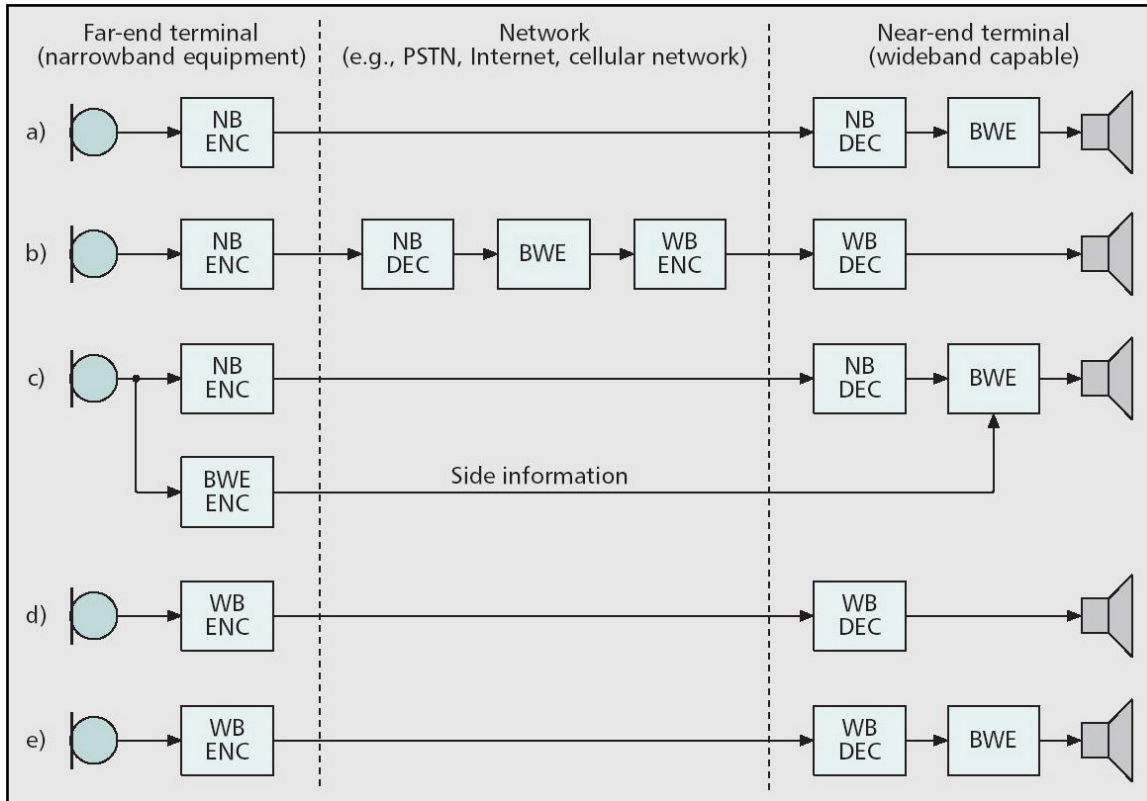 Far-end terminal
(narrowband equipment)
Network
(e.g., PSTN, Internet, cellular network)
Near-end terminal
(wideband capable)
a)
NB
ENC
NB
DEC
BWE
b)
NB
ENC
NB
DEC
BWE
WB
ENC
WB
DEC
c)
NB
ENC
NB
DEC
BWE
BWE
ENC
Side information
d)
WB
ENC
WB
DEC
e)
WB
ENC
WB
DEC
BWE